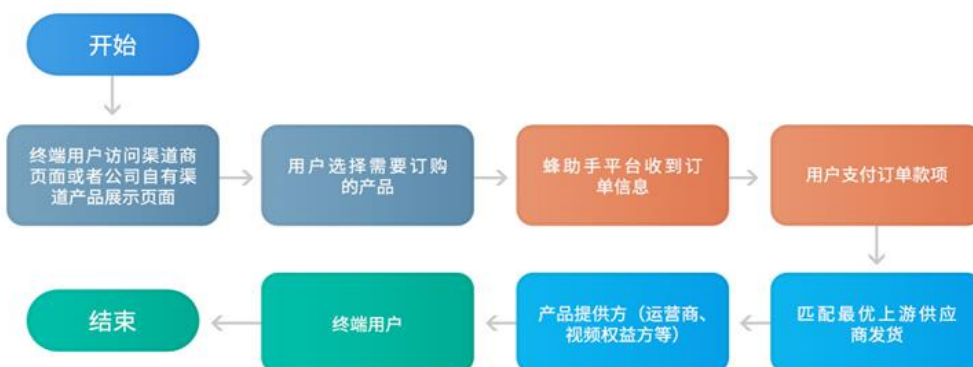 开始
终端用户访问渠道商
页面或者公司自有渠
道产品展示页面
用户选择需要订购
的产品
蜂助手平台收到订
单信息
用户支付订单款项
匹配最优上游供应
商发货
产品提供方（运营商、
视频权益方等）
终端用户
结束